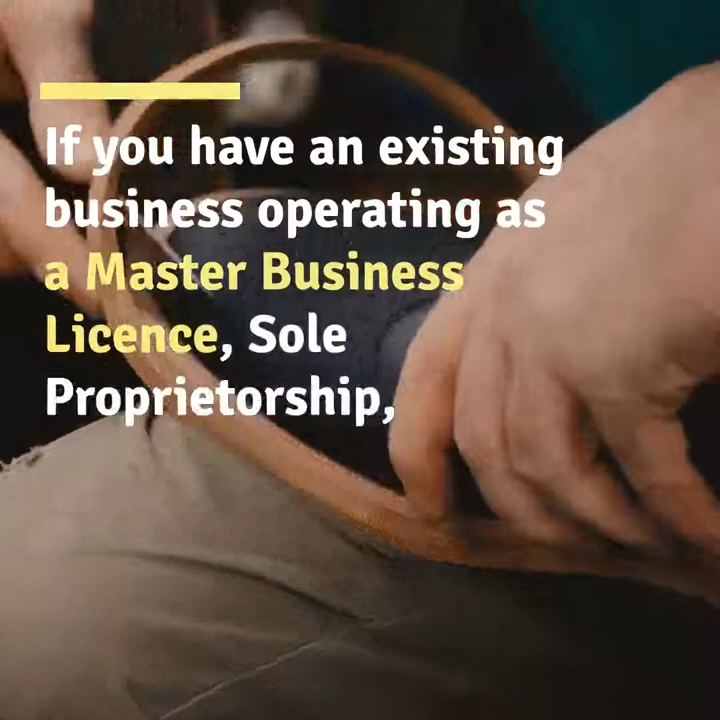 If you have an existing
business operating as
a Master Business
Licence, Sole
Proprietorship,